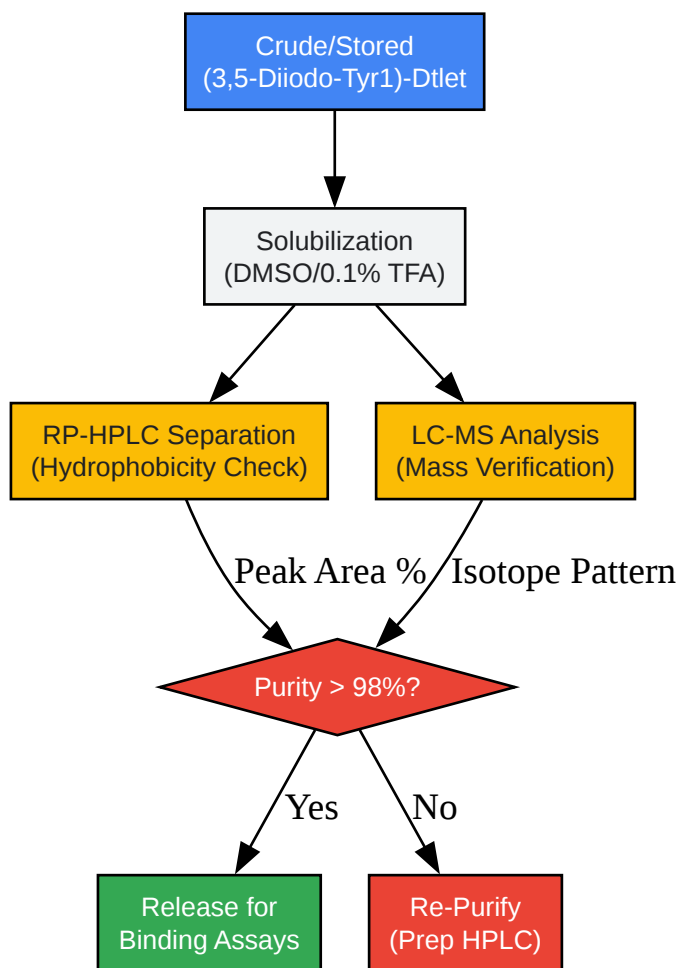 Crude/Stored
(3,5-Diiodo-Tyr1)-Dtlet
Solubilization
(DMSO/0.1% TFA)
RP-HPLC Separation
(Hydrophobicity Check)
LC-MS Analysis
(Mass Verification)
Peak Area %
Isotope Pattern
Purity > 98%?
Yes
No
Release for
Binding Assays
Re-Purify
(Prep HPLC)